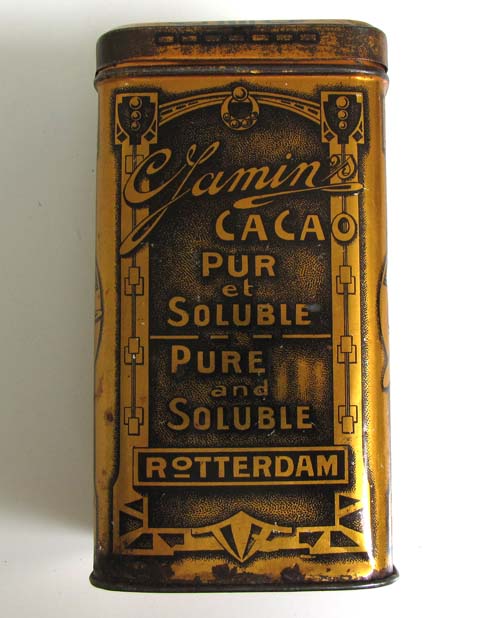 C Jamin's
CACAO
PUR
et
SOLUBLE
PURE
and
SOLUBLE
ROTTERDAM